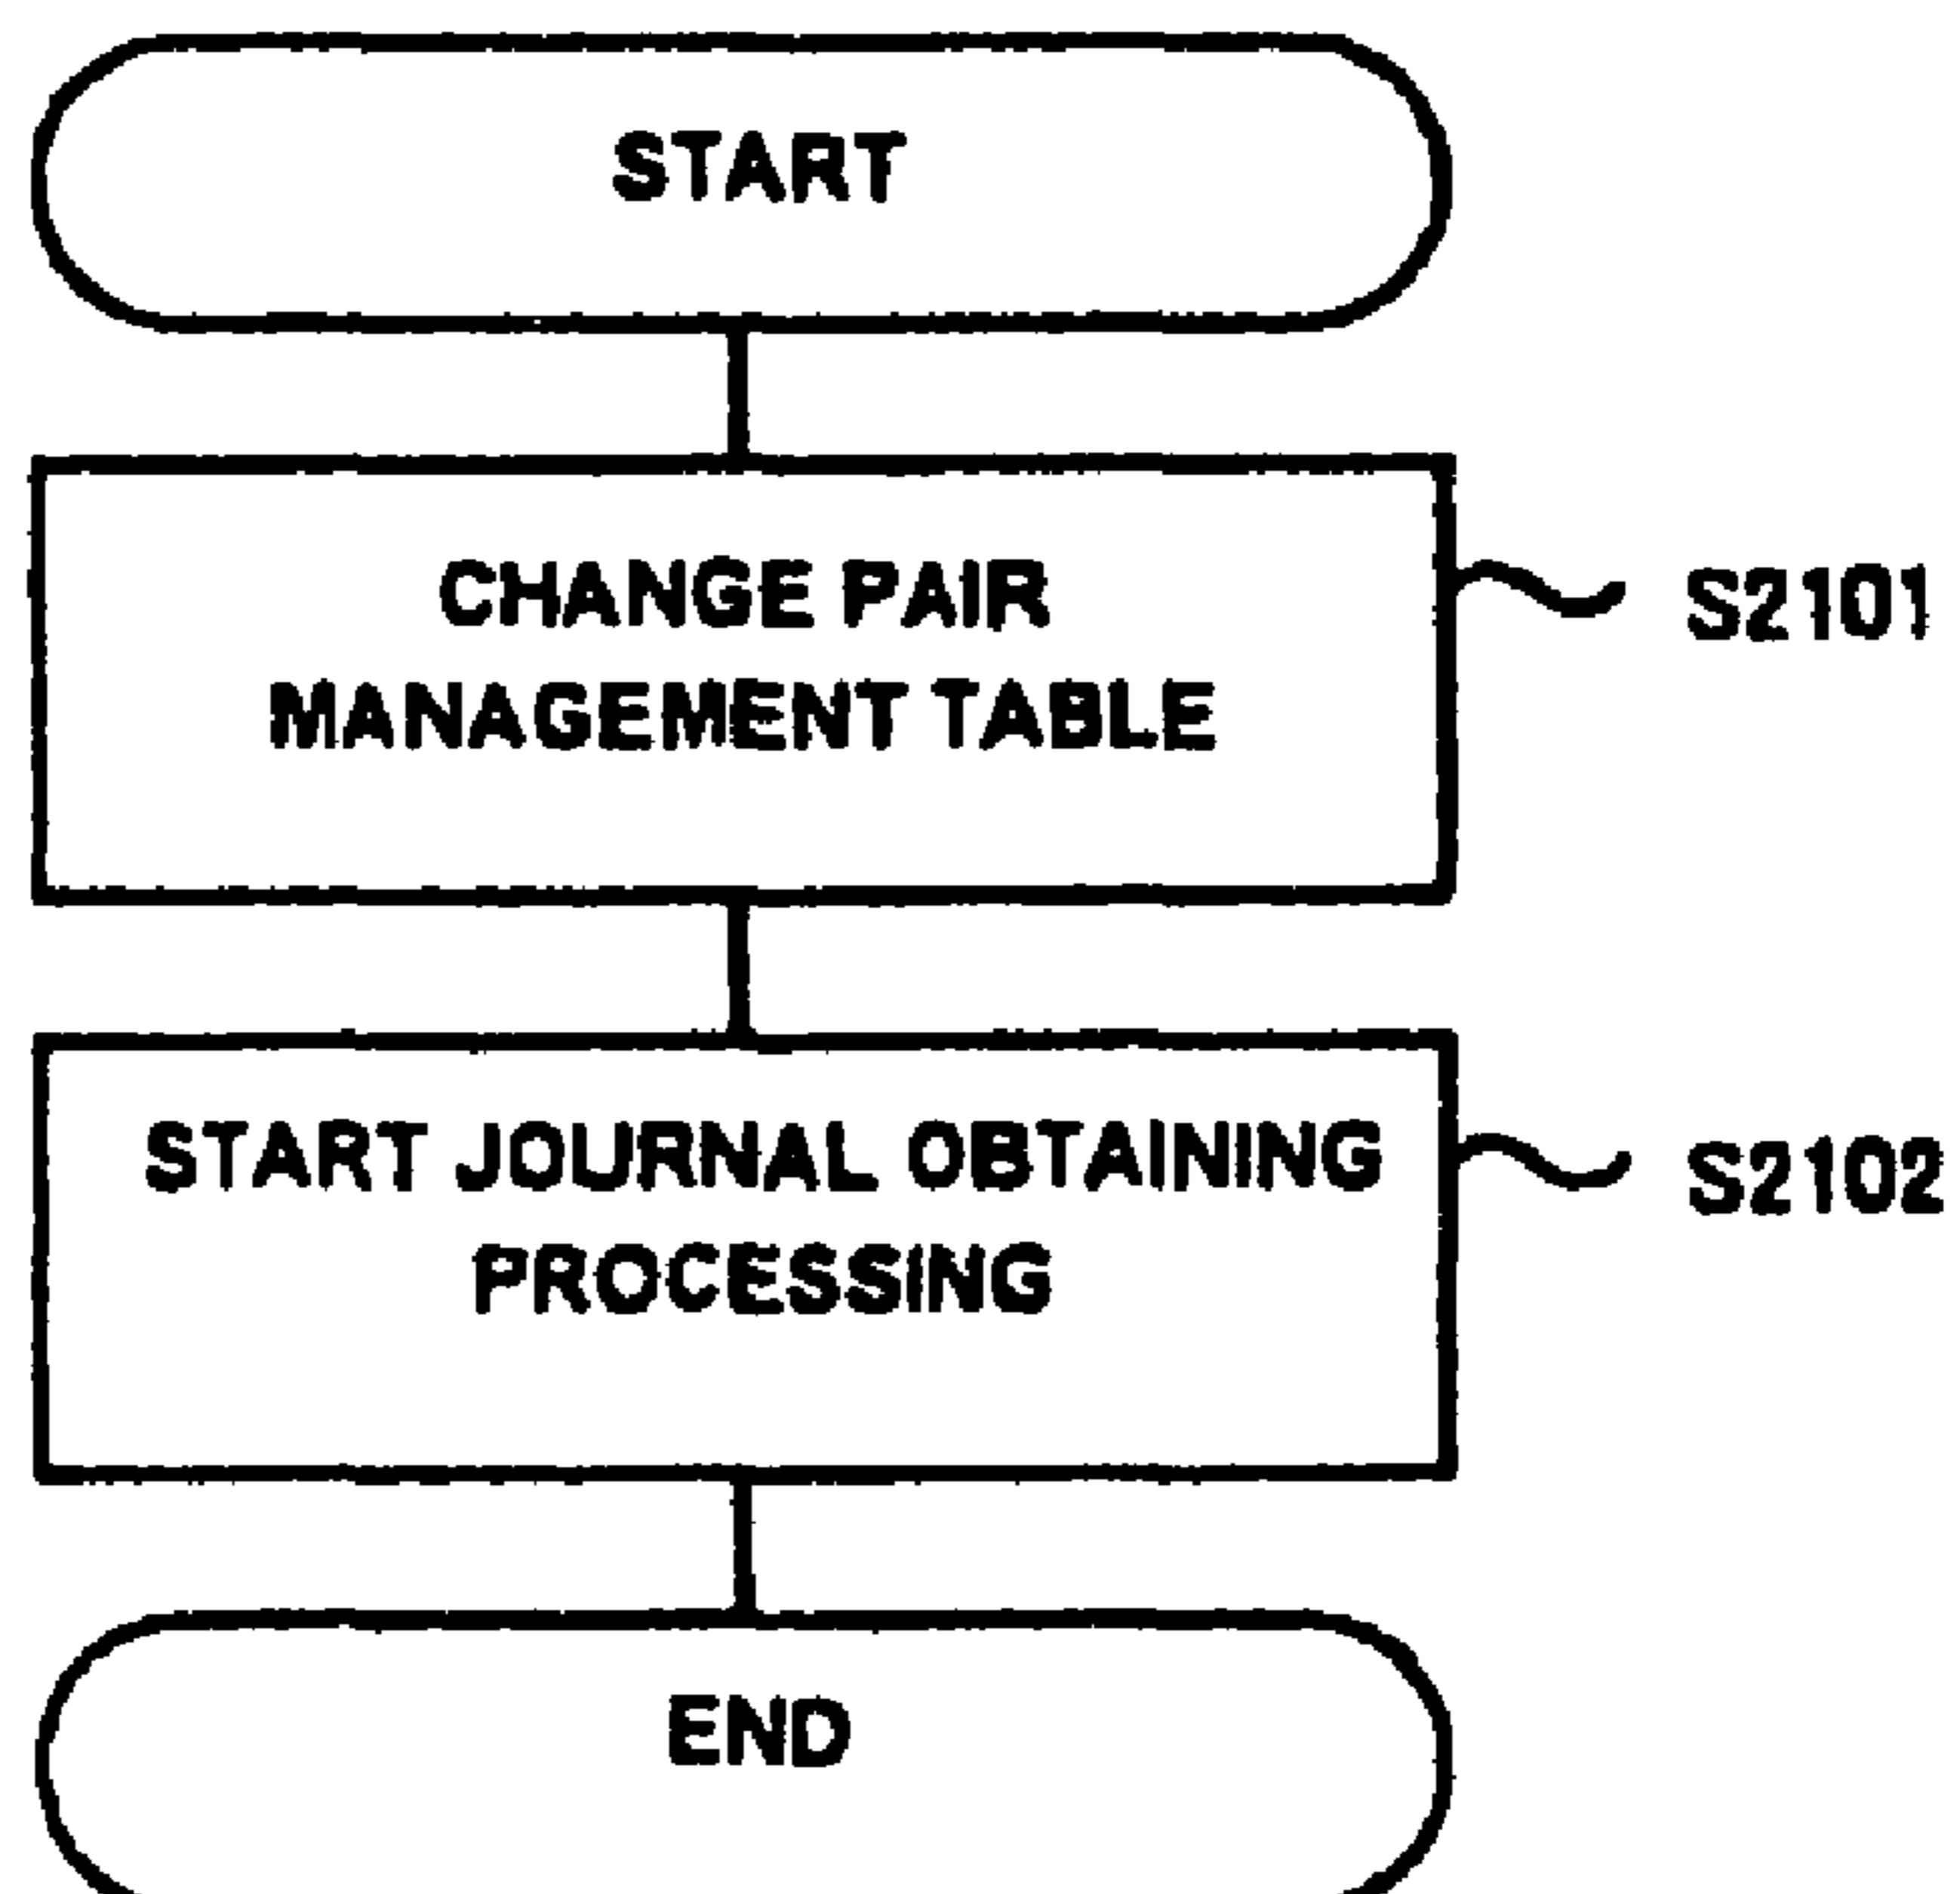 START
CHANGE PAIR
MANAGEMENT TABLE
S2101
START JOURNAL OBTAINING
PROCESSING
S2102
END